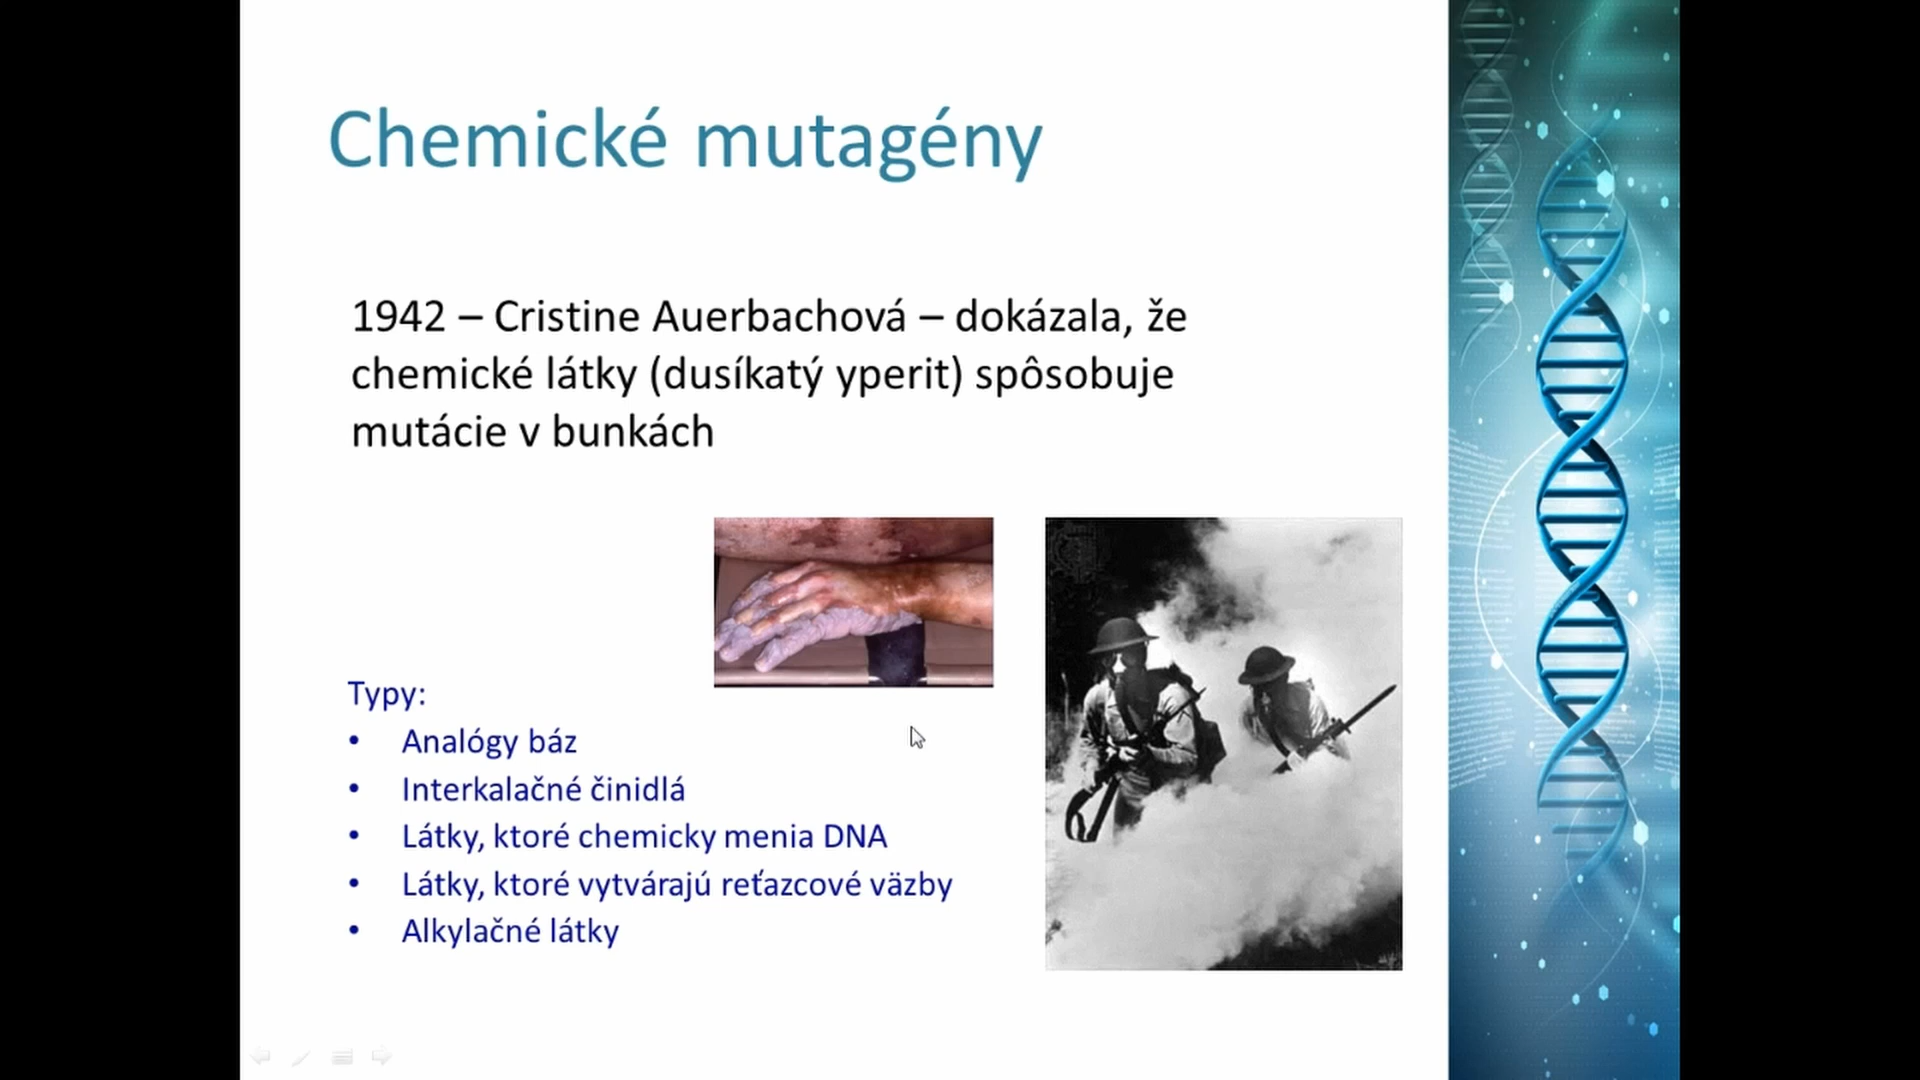 Chemické mutagény
1942 – Cristine Auerbachová – dokázala, že
chemické látky (dusíkatý yperit) spôsobuje
mutácie v bunkách
Typy:
• Analógy báz
• Interkalačné činidlá
• Látky, ktoré chemicky menia DNA
• Látky, ktoré vytvárajú reťazcové väzby
• Alkylačné látky